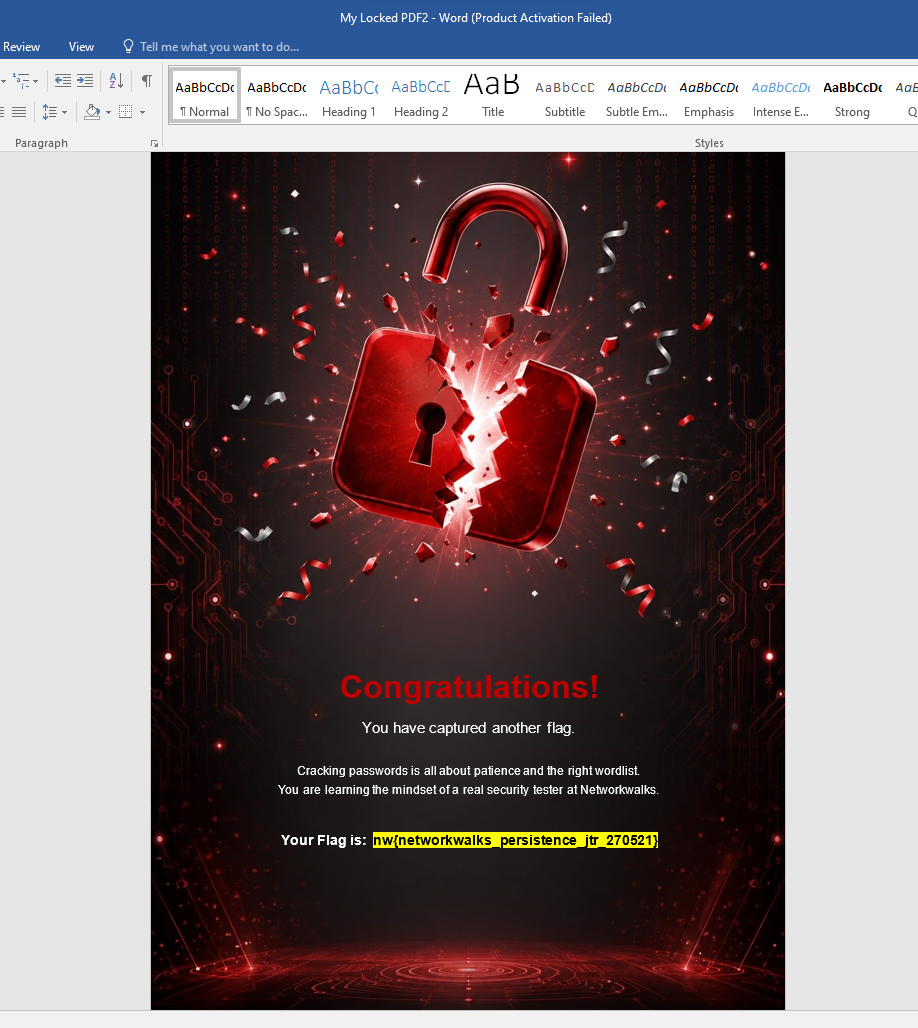 My Locked PDF2 - Word (Product Activation Failed)
Review View Tell me what you want to do...
AaBbCcDc AaBbCcDc AaBbCc AaBbCcD AaB AaBbCcD AaBbCcDc AaBbCcDc AaBbCcDc AaBbCcDc
¶ Normal ¶ No Spac... Heading 1 Heading 2 Title Subtitle Subtle Em... Emphasis Intense E... Strong
Paragraph Styles
Congratulations!
You have captured another flag.
Cracking passwords is all about patience and the right wordlist.
You are learning the mindset of a real security tester at Networkwalks.
Your Flag is: nw{networkwalks_persistence_jtr_270521}